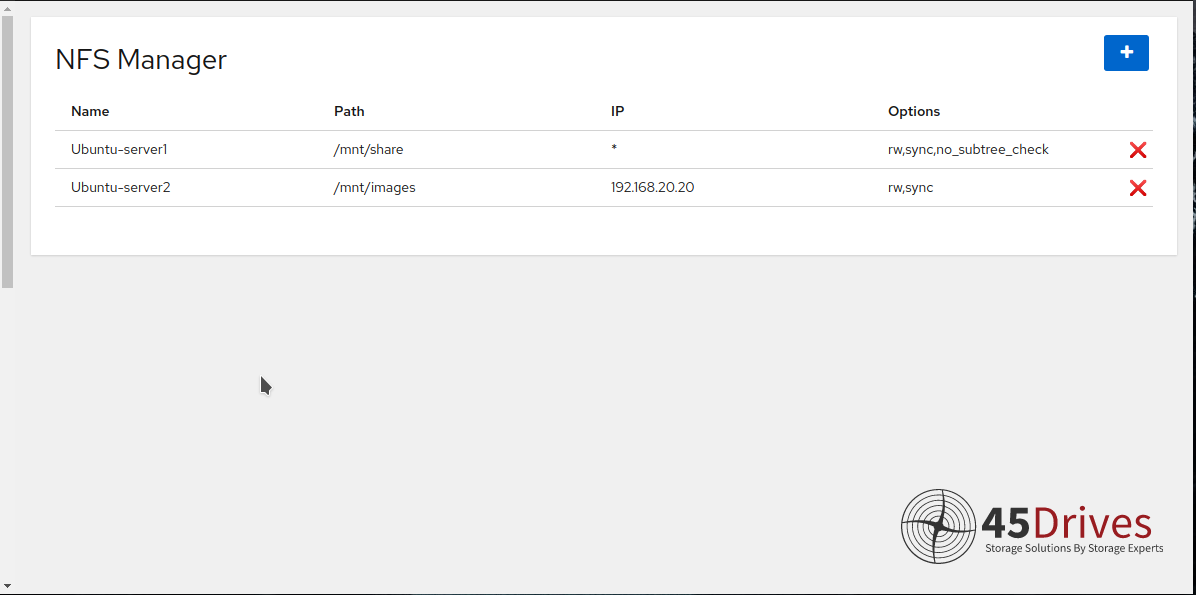 NFS Manager
+
Name Path IP Options
Ubuntu-server1 /mnt/share * rw,sync,no_subtree_check
Ubuntu-server2 /mnt/images 192.168.20.20 rw,sync
45Drives
Storage Solutions By Storage Experts